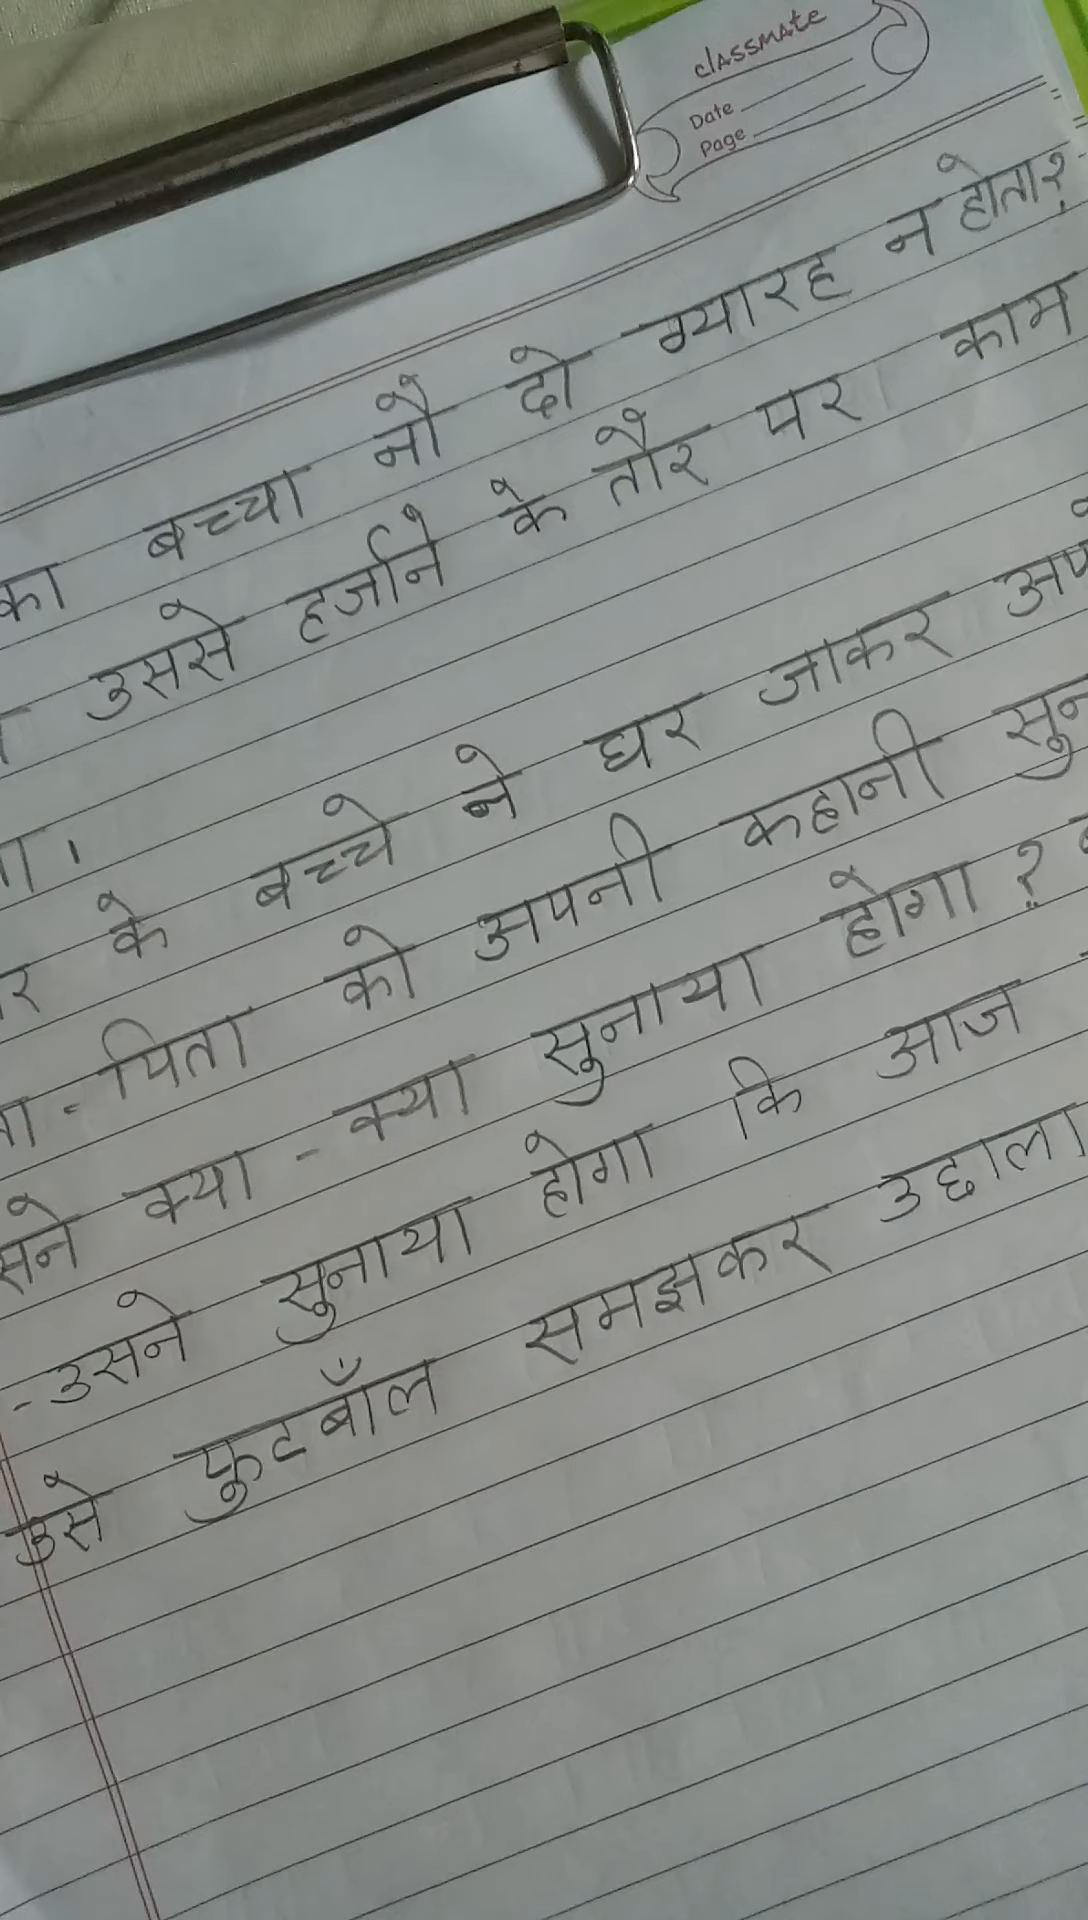 classmate
Date
Page
का बच्चा नौ दो ग्यारह न होता?
उससे हर्जाने के तौर पर काम
के बच्चे ने घर जाकर
पिता को अपनी कहानी
क्या - क्या सुनाया होगा?
- उसने सुनाया होगा कि आज
उसे फुटबॉल समझकर उछाला